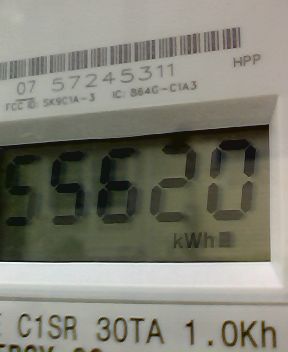 07 57245311
HPP
FCC ID: SK9C1A-3 IC: 864G-C1A3
55620
kWh
C1SR 30TA 1.0Kh